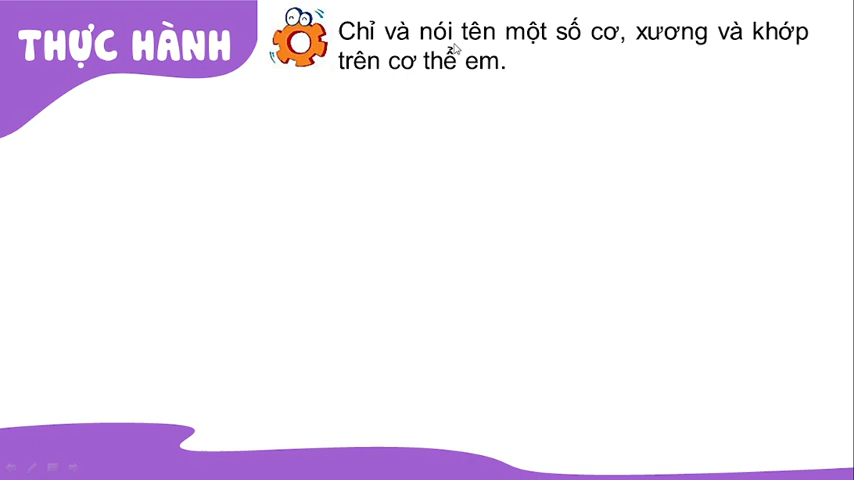 THỰC HÀNH
Chỉ và nói tên một số cơ, xương và khớp
trên cơ thể em.